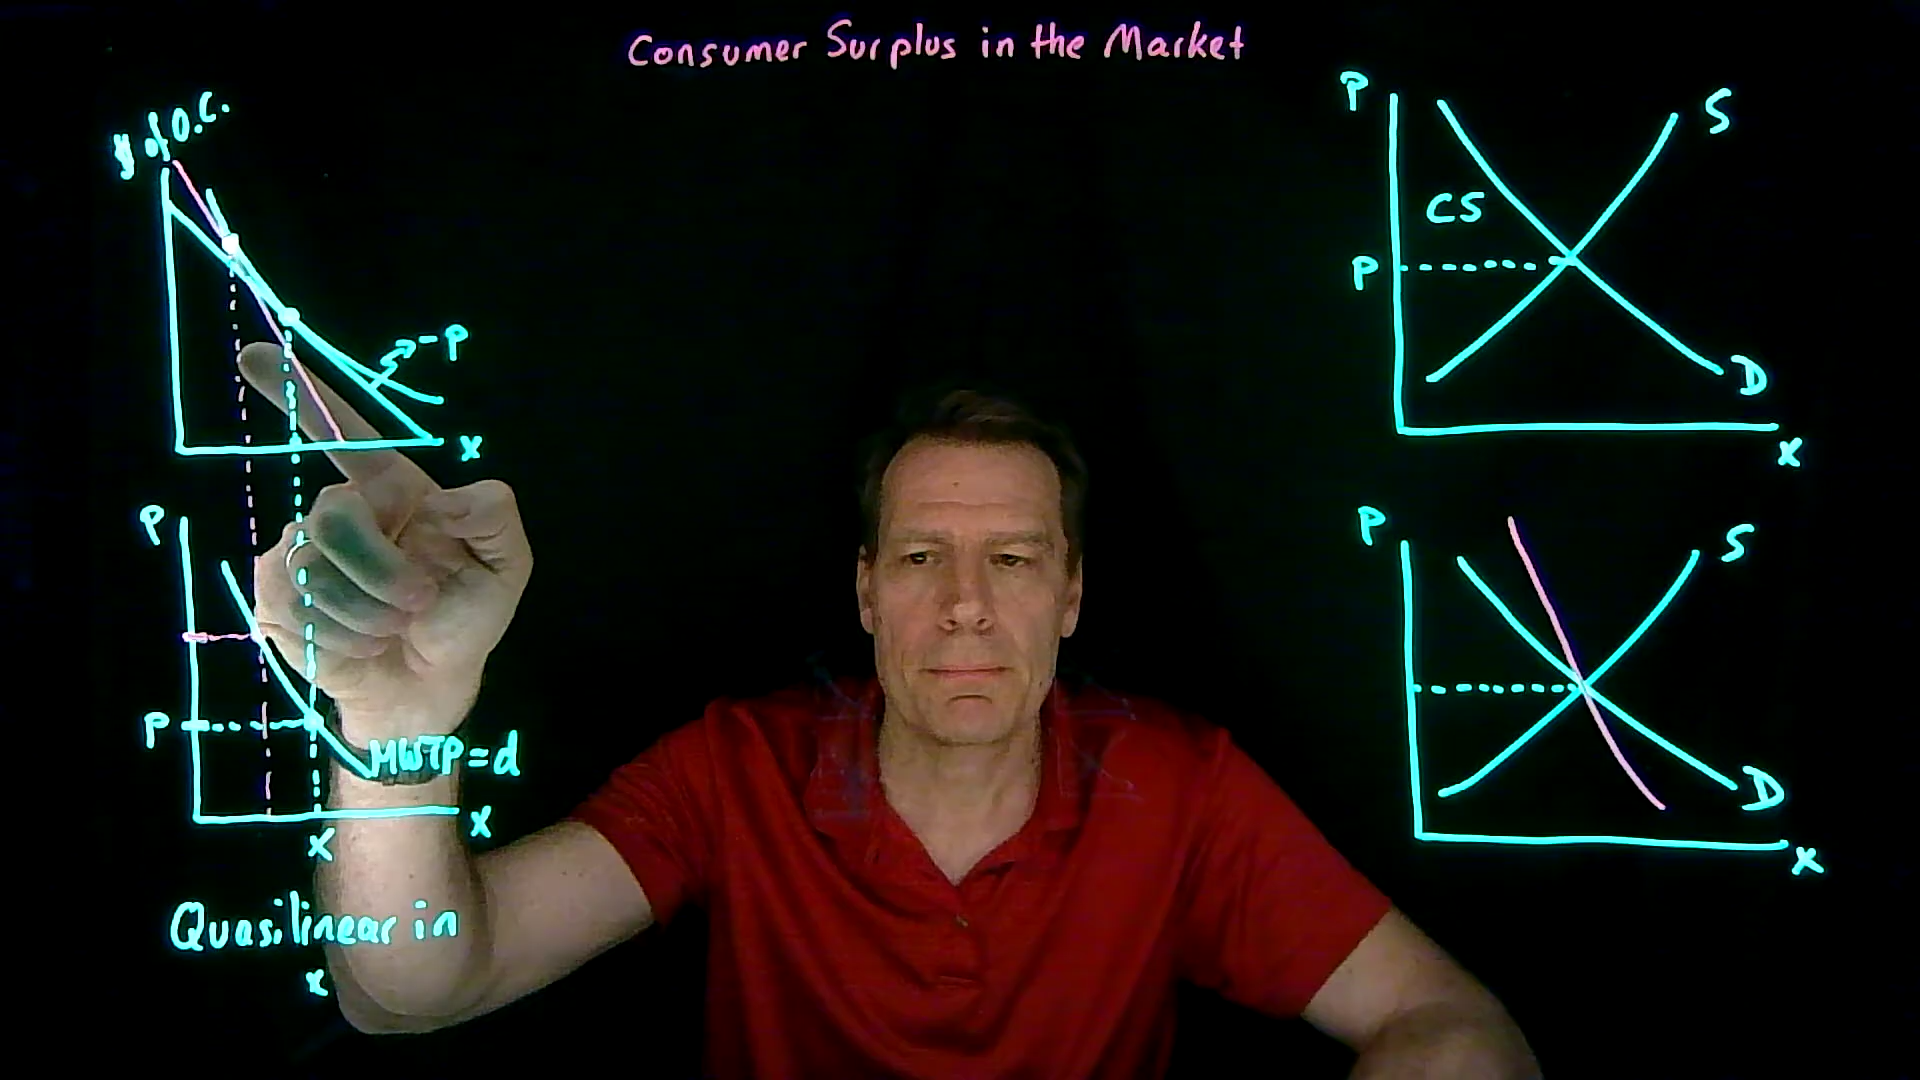 Consumer Surplus in the Market
$ of O.C.
-P
x
P
P
MWTP=d
x
x
Quasilinear in
x
P
S
CS
P
D
x
P
S
D
x